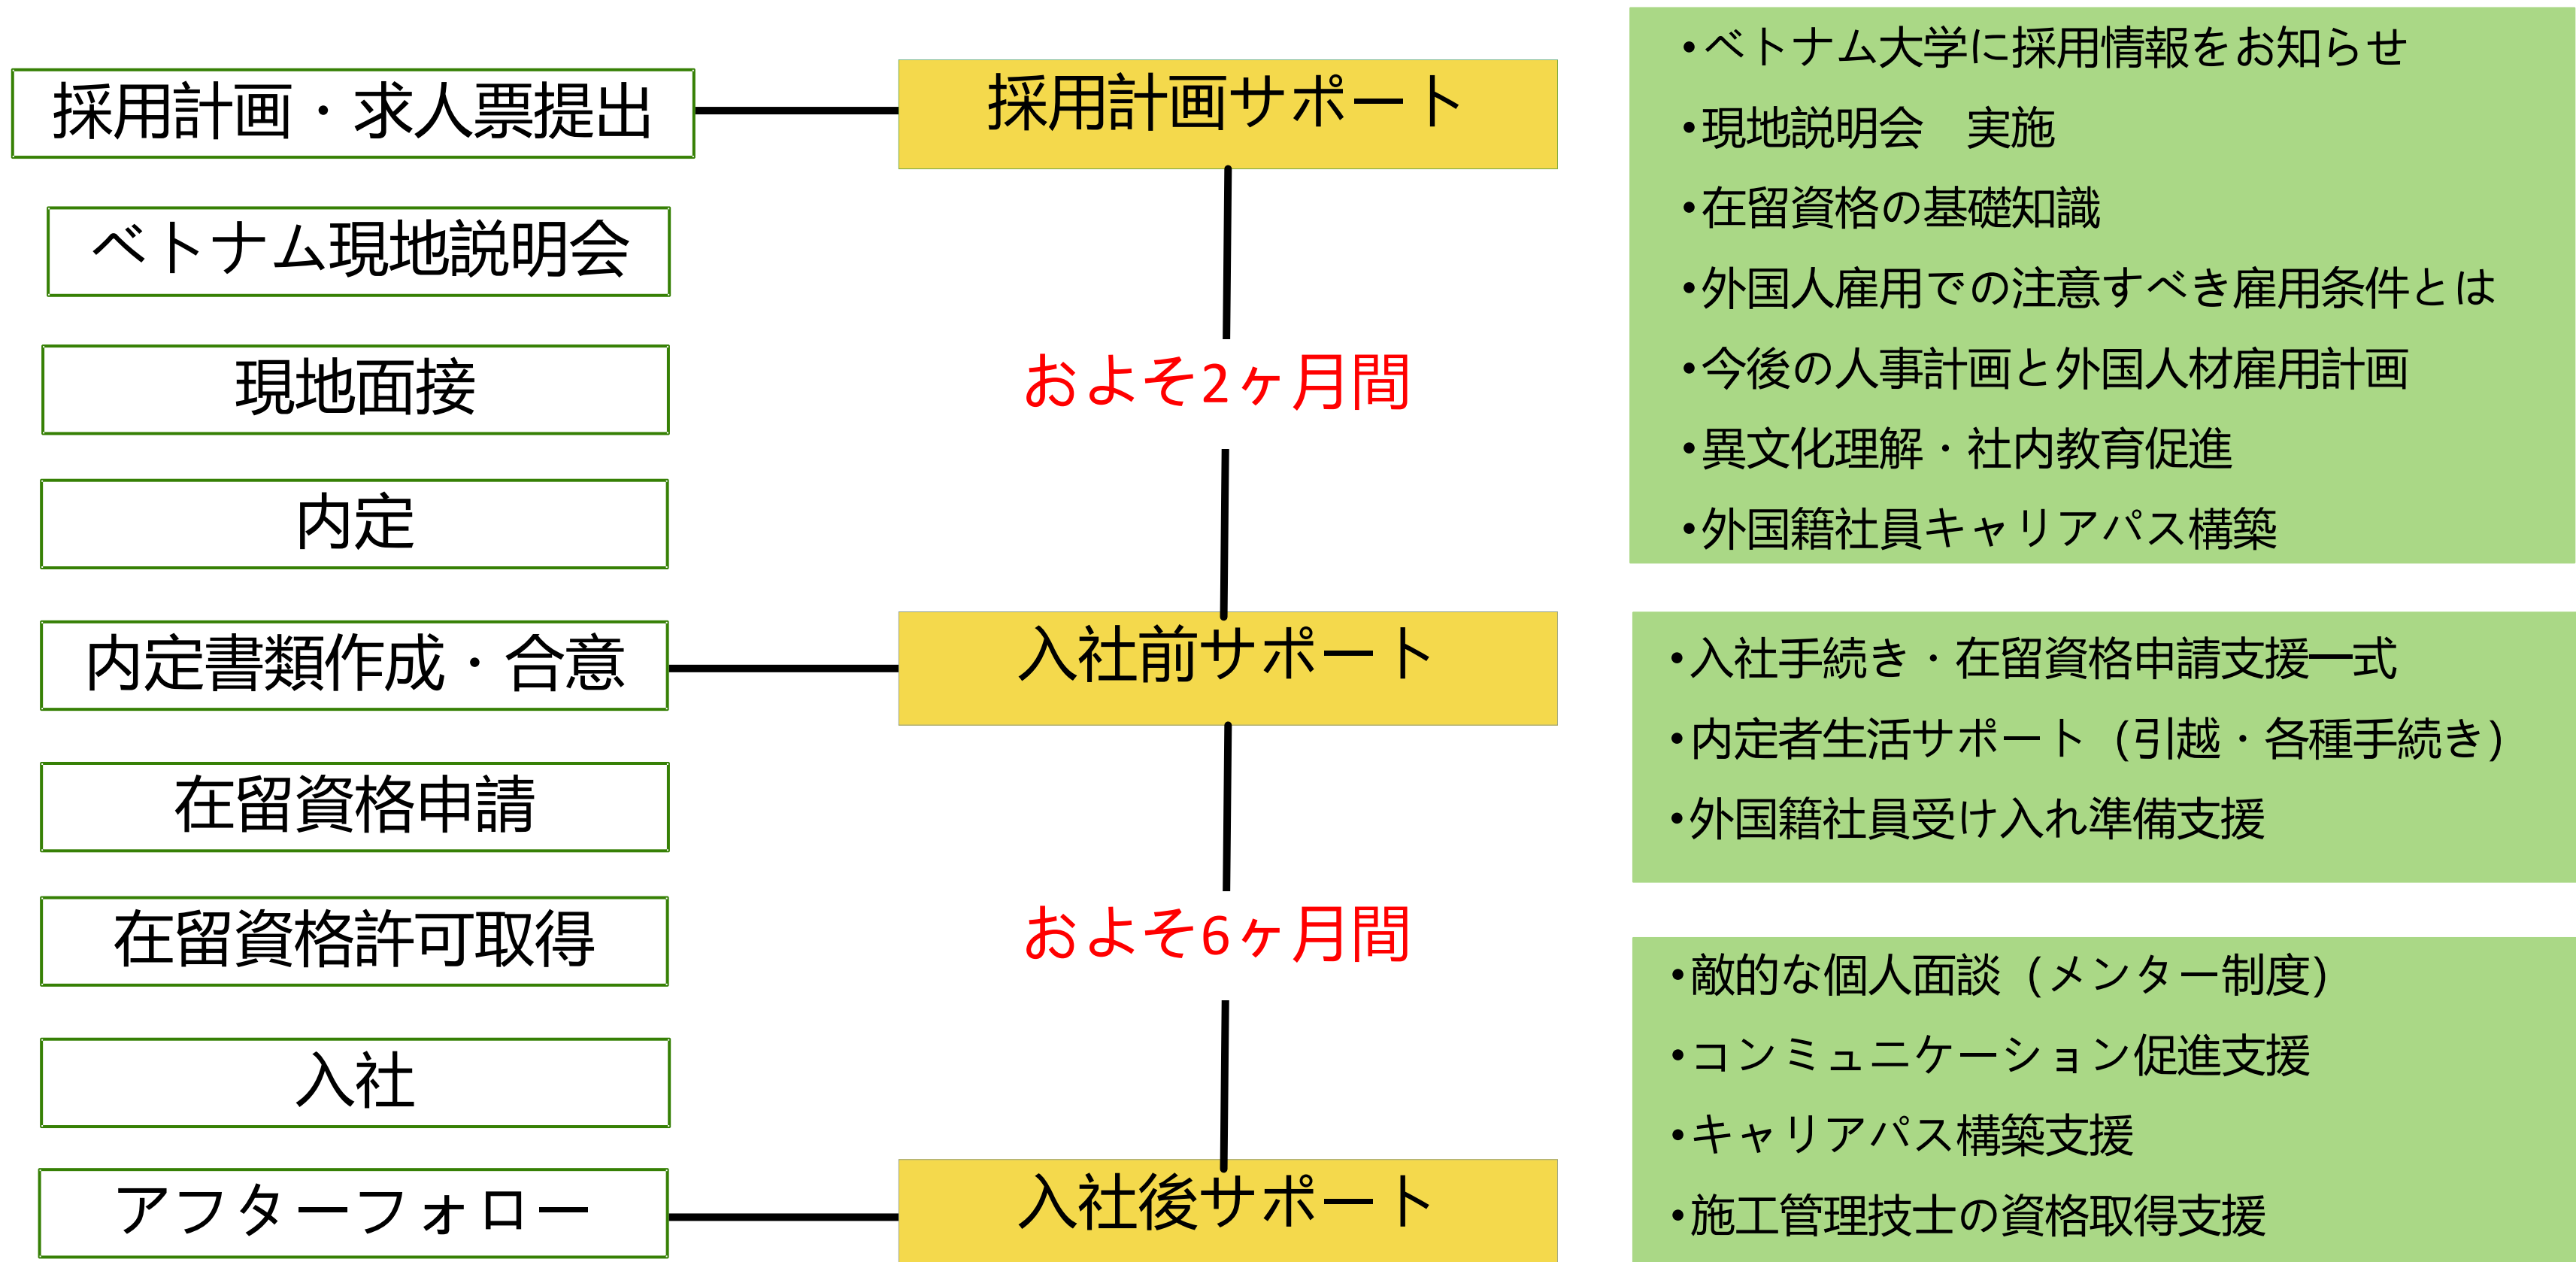 採用計画・求人票提出
ベトナム現地説明会
現地面接
内定
内定書類作成・合意
在留資格申請
在留資格許可取得
入社
アフターフォロー
採用計画サポート
およそ2ヶ月間
入社前サポート
およそ6ヶ月間
入社後サポート
•ベトナム大学に採用情報をお知らせ
•現地説明会　実施
•在留資格の基礎知識
•外国人雇用での注意すべき雇用条件とは
•今後の人事計画と外国人材雇用計画
•異文化理解・社内教育促進
•外国籍社員キャリアパス構築
•入社手続き・在留資格申請支援一式
•内定者生活サポート（引越・各種手続き）
•外国籍社員受け入れ準備支援
•敵的な個人面談（メンター制度）
•コンミュニケーション促進支援
•キャリアパス構築支援
•施工管理技士の資格取得支援